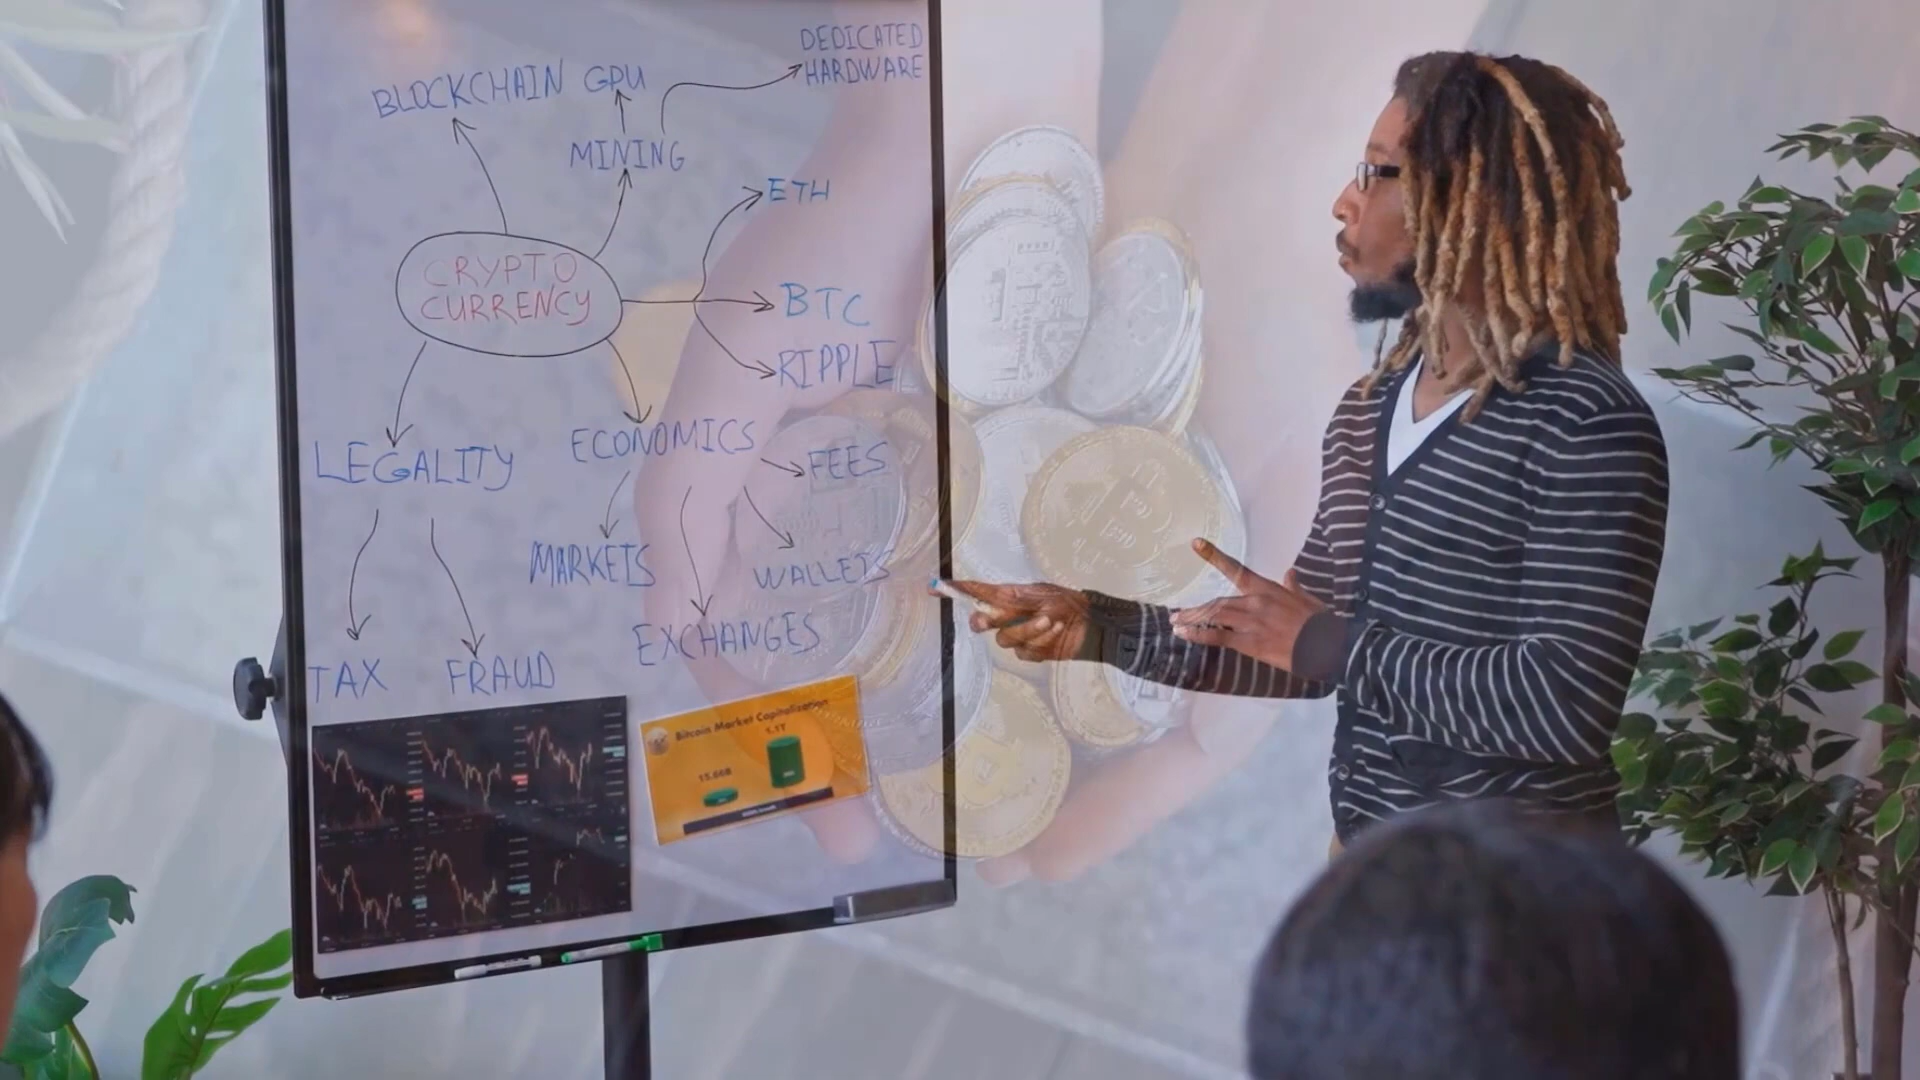 DEDICATED
HARDWARE
BLOCKCHAIN GPU
MINING
ETH
CRYPTO
CURRENCY
BTC
RIPPLE
LEGALITY
ECONOMICS
FEES
MARKETS
WALLETS
EXCHANGES
TAX
FRAUD
Bitcoin Market Capitalization
1.1T
15.66B